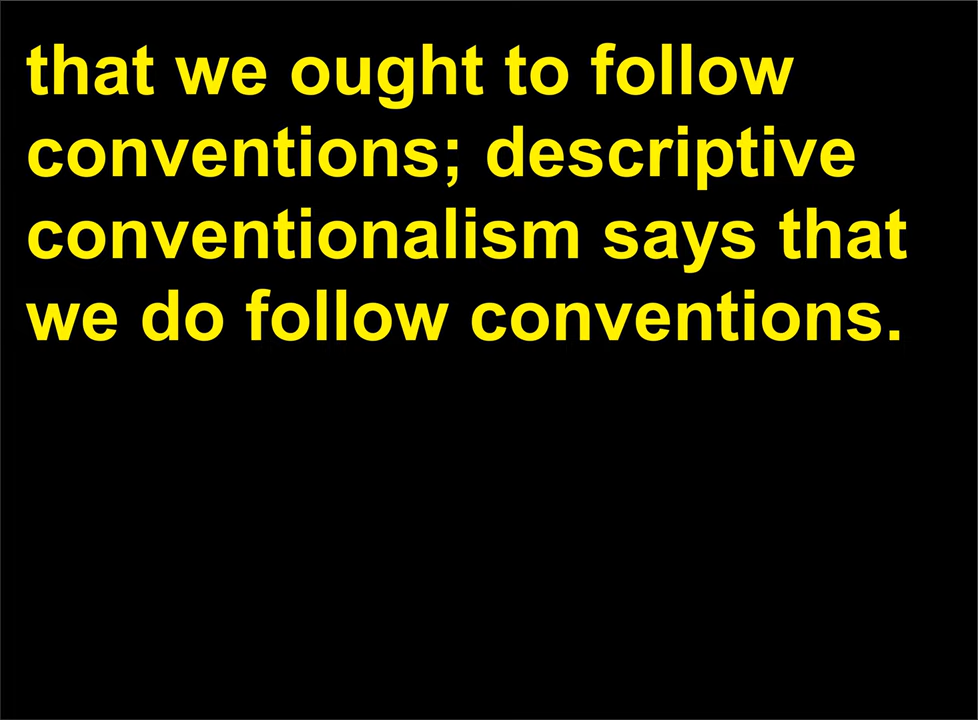 that we ought to follow
conventions; descriptive
conventionalism says that
we do follow conventions.